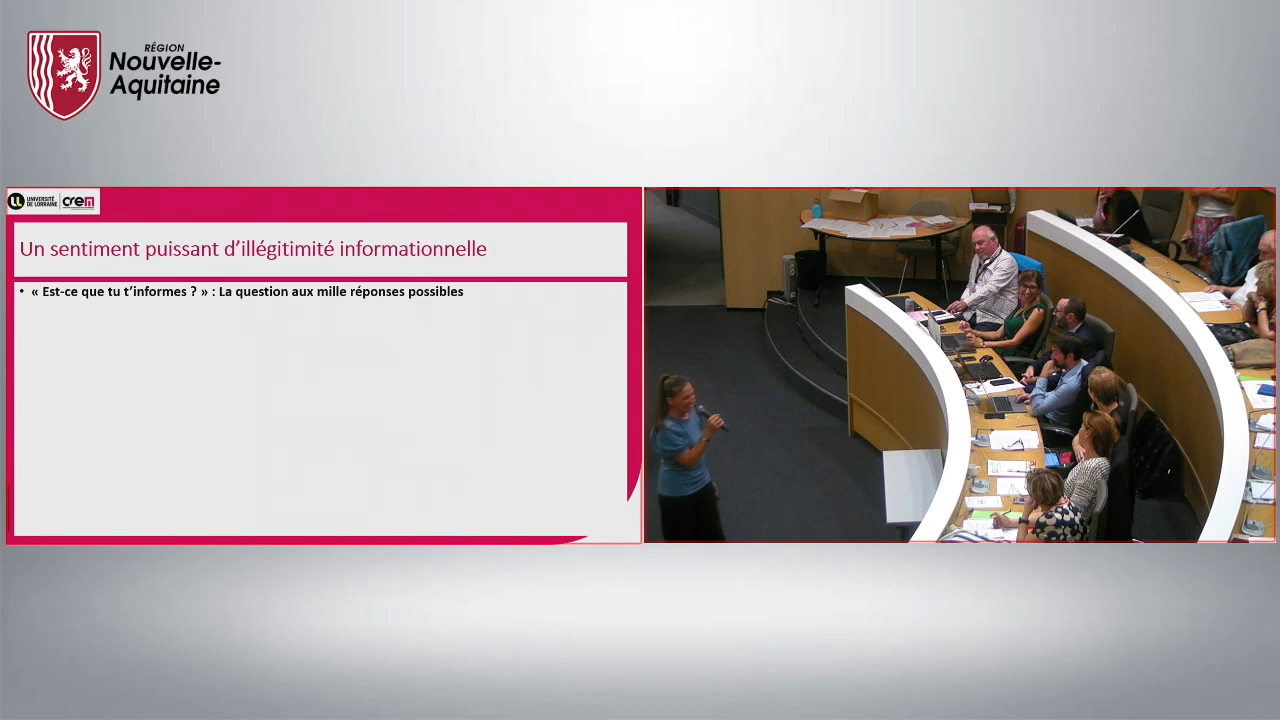 RÉGION
Nouvelle-
Aquitaine
UNIVERSITÉ
DE LORRAINE
crem
Un sentiment puissant d’illégitimité informationnelle
• « Est-ce que tu t’informes ? » : La question aux mille réponses possibles